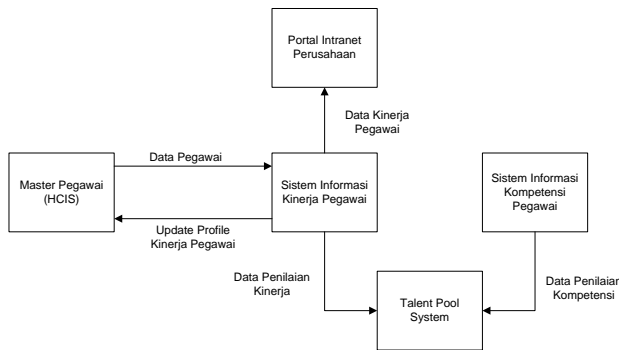 Portal Intranet
Perusahaan
Data Kinerja
Pegawai
Data Pegawai
Master Pegawai
(HCIS)
Sistem Informasi
Kinerja Pegawai
Sistem Informasi
Kompetensi
Pegawai
Update Profile
Kinerja Pegawai
Data Penilaian
Kinerja
Talent Pool
System
Data Penilaian
Kompetensi